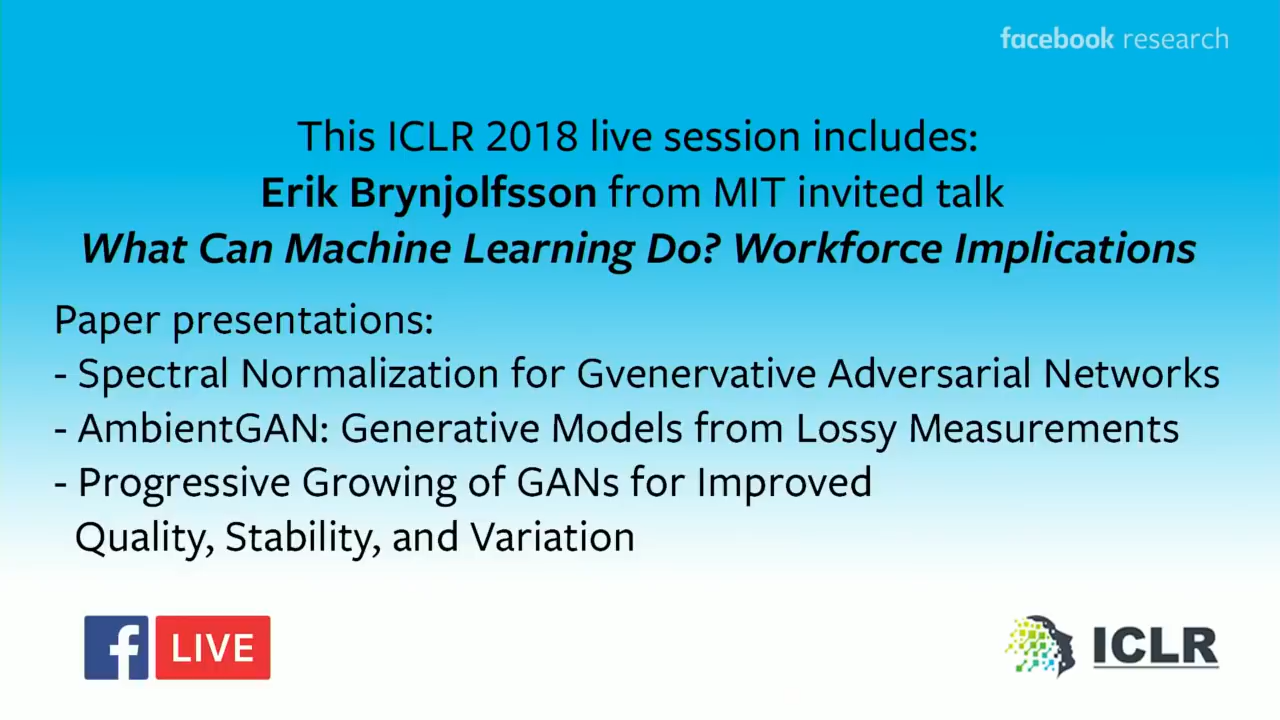 facebook research
This ICLR 2018 live session includes:
Erik Brynjolfsson from MIT invited talk
What Can Machine Learning Do? Workforce Implications
Paper presentations:
- Spectral Normalization for Gvenervative Adversarial Networks
- AmbientGAN: Generative Models from Lossy Measurements
- Progressive Growing of GANs for Improved
Quality, Stability, and Variation
f LIVE
ICLR